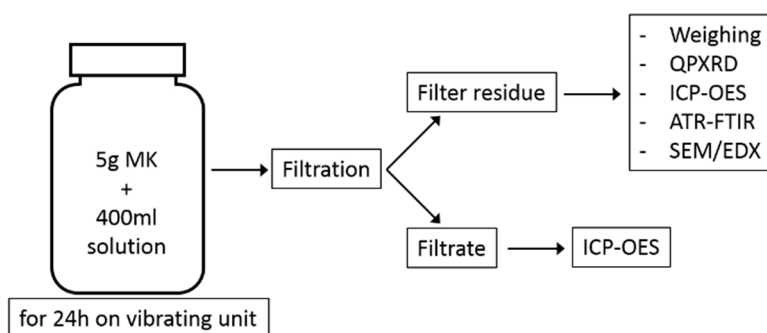 5g MK
+
400ml
solution
for 24h on vibrating unit
Filtration
Filter residue
- Weighing
- QPXRD
- ICP-OES
- ATR-FTIR
- SEM/EDX
Filtrate
ICP-OES